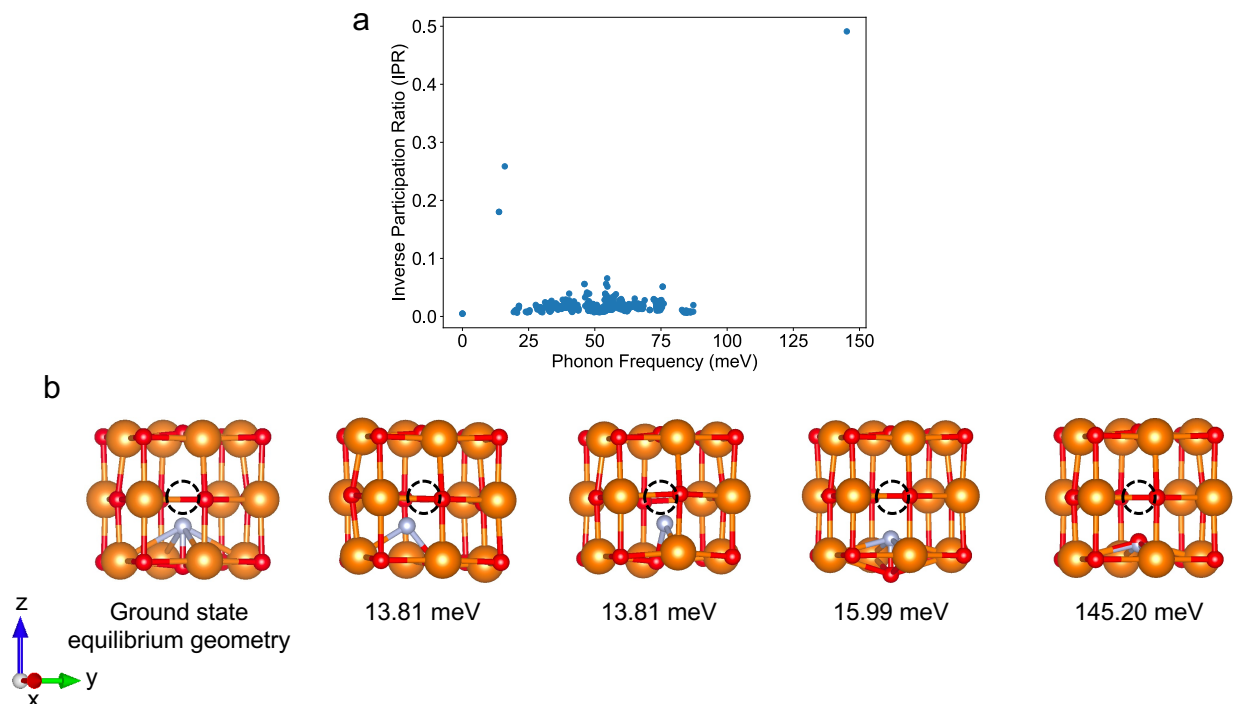 a
Inverse Participation Ratio (IPR)
0.5
0.4
0.3
0.2
0.1
0.0
0 25 50 75 100 125 150
Phonon Frequency (meV)
b
Ground state
equilibrium geometry
13.81 meV
13.81 meV
15.99 meV
145.20 meV
z
y
x